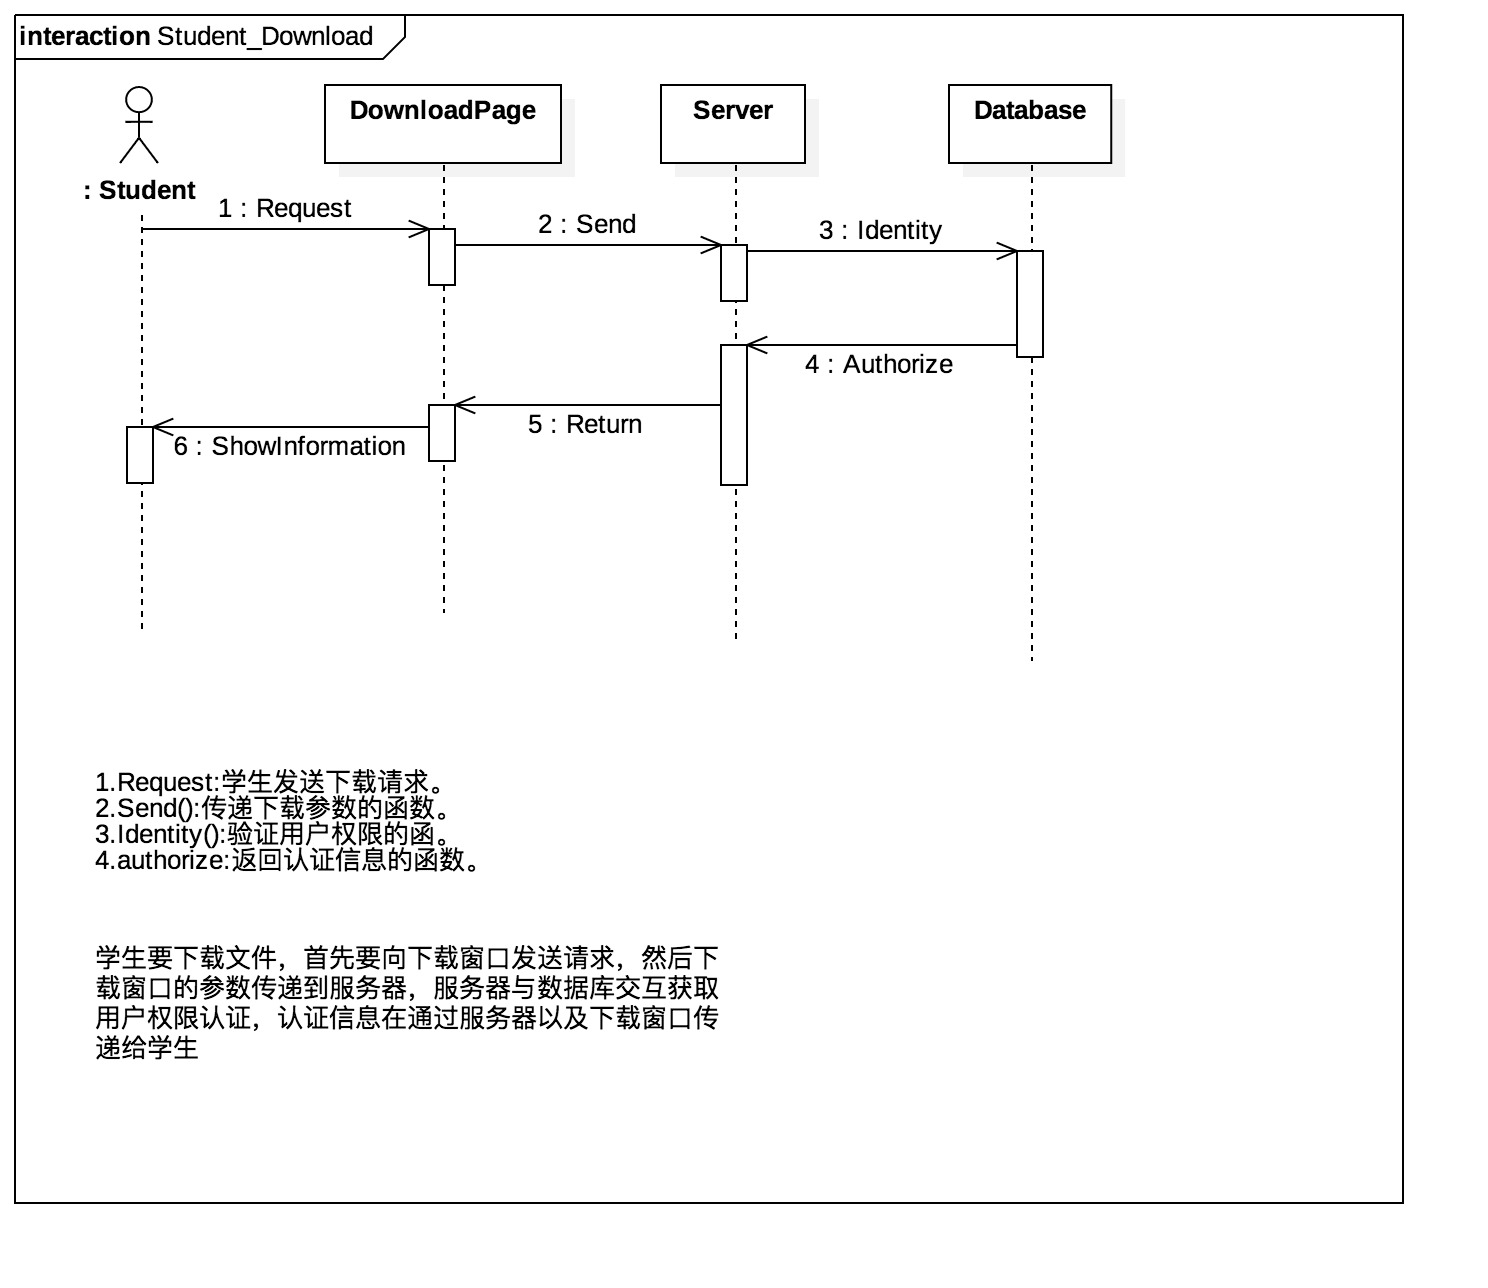 interaction Student_Download
DownloadPage
Server
Database
: Student
1 : Request
2 : Send
3 : Identity
4 : Authorize
5 : Return
6 : ShowInformation
1.Request:学生发送下载请求。
2.Send():传递下载参数的函数。
3.Identity():验证用户权限的函。
4.authorize:返回认证信息的函数。
学生要下载文件，首先要向下载窗口发送请求，然后下
载窗口的参数传递到服务器，服务器与数据库交互获取
用户权限认证，认证信息在通过服务器以及下载窗口传
递给学生